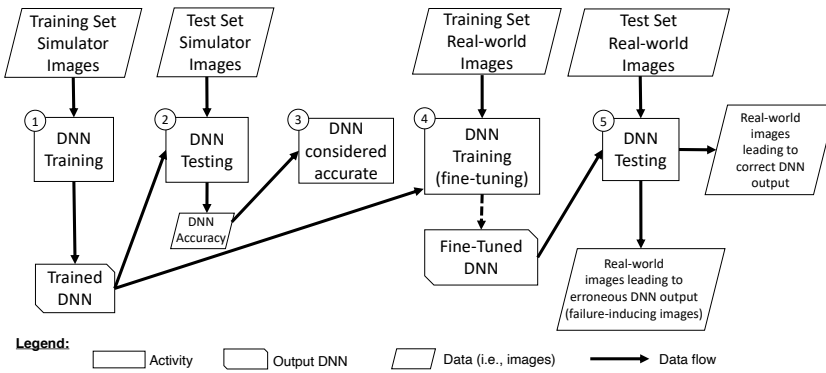 Training Set
Simulator
Images
Test Set
Simulator
Images
Training Set
Real-world
Images
Test Set
Real-world
Images
1
DNN
Training
2
DNN
Testing
3
DNN
considered
accurate
4
DNN
Training
(fine-tuning)
5
DNN
Testing
Real-world
images
leading to
correct DNN
output
DNN
Accuracy
Trained
DNN
Fine-Tuned
DNN
Real-world
images leading to
erroneous DNN output
(failure-inducing images)
Legend:
Activity
Output DNN
Data (i.e., images)
Data flow